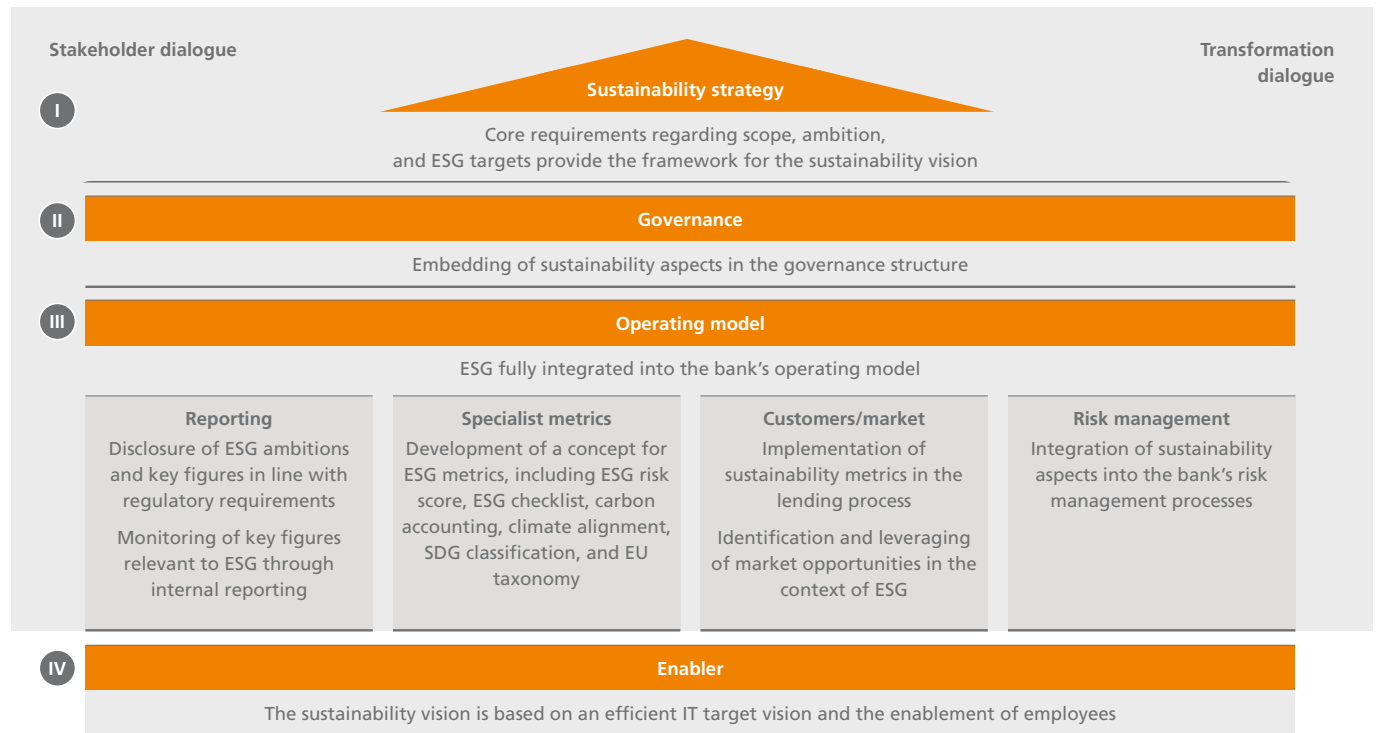 Stakeholder dialogue
Transformation
dialogue
I
Sustainability strategy
Core requirements regarding scope, ambition,
and ESG targets provide the framework for the sustainability vision
II
Governance
Embedding of sustainability aspects in the governance structure
III
Operating model
ESG fully integrated into the bank’s operating model
Reporting
Disclosure of ESG ambitions
and key figures in line with
regulatory requirements
Monitoring of key figures
relevant to ESG through
internal reporting
Specialist metrics
Development of a concept for
ESG metrics, including ESG risk
score, ESG checklist, carbon
accounting, climate alignment,
SDG classification, and EU
taxonomy
Customers/market
Implementation of
sustainability metrics in the
lending process
Identification and leveraging
of market opportunities in the
context of ESG
Risk management
Integration of sustainability
aspects into the bank’s risk
management processes
IV
Enabler
The sustainability vision is based on an efficient IT target vision and the enablement of employees